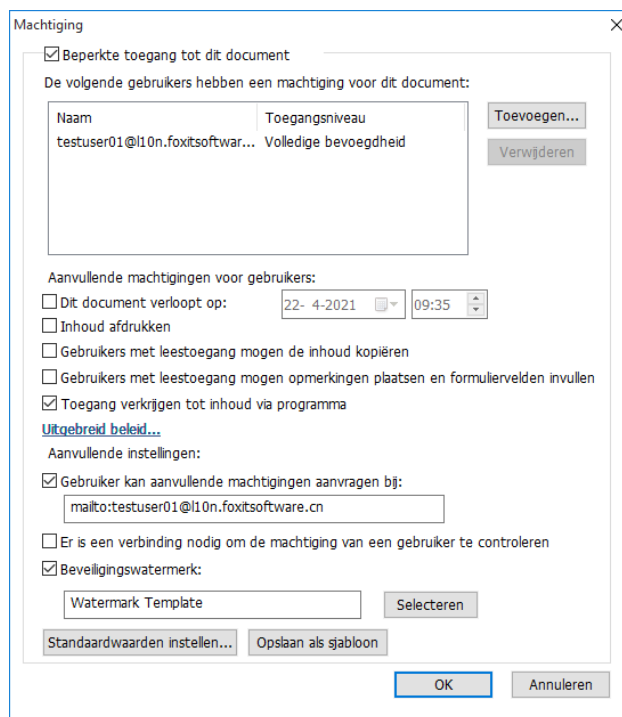 Machtiging
Beperkte toegang tot dit document
De volgende gebruikers hebben een machtiging voor dit document:
Naam Toegangsniveau
testuser01@l10n.foxitsoftwar... Volledige bevoegdheid
Toevoegen...
Verwijderen
Aanvullende machtigingen voor gebruikers:
Dit document verloopt op: 22- 4-2021 09:35
Inhoud afdrukken
Gebruikers met leestoegang mogen de inhoud kopiëren
Gebruikers met leestoegang mogen opmerkingen plaatsen en formuliervelden invullen
Toegang verkrijgen tot inhoud via programma
Uitgebreid beleid...
Aanvullende instellingen:
Gebruiker kan aanvullende machtigingen aanvragen bij:
mailto:testuser01@l10n.foxitsoftware.cn
Er is een verbinding nodig om de machtiging van een gebruiker te controleren
Beveiligingswatermerk:
Watermark Template Selecteren
Standaardwaarden instellen... Opslaan als sjabloon
OK Annuleren